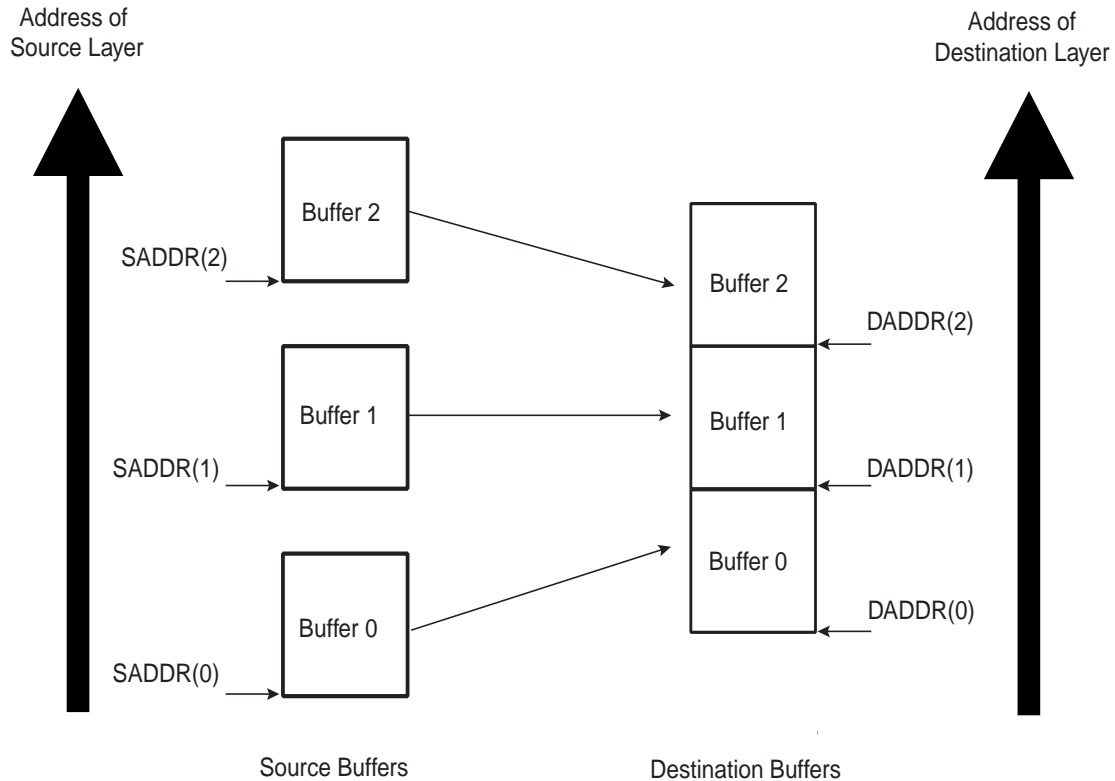 Address of
Source Layer
Address of
Destination Layer
Buffer 2
SADDR(2)
Buffer 2
DADDR(2)
Buffer 1
Buffer 1
SADDR(1)
DADDR(1)
Buffer 0
Buffer 0
DADDR(0)
SADDR(0)
Source Buffers
Destination Buffers